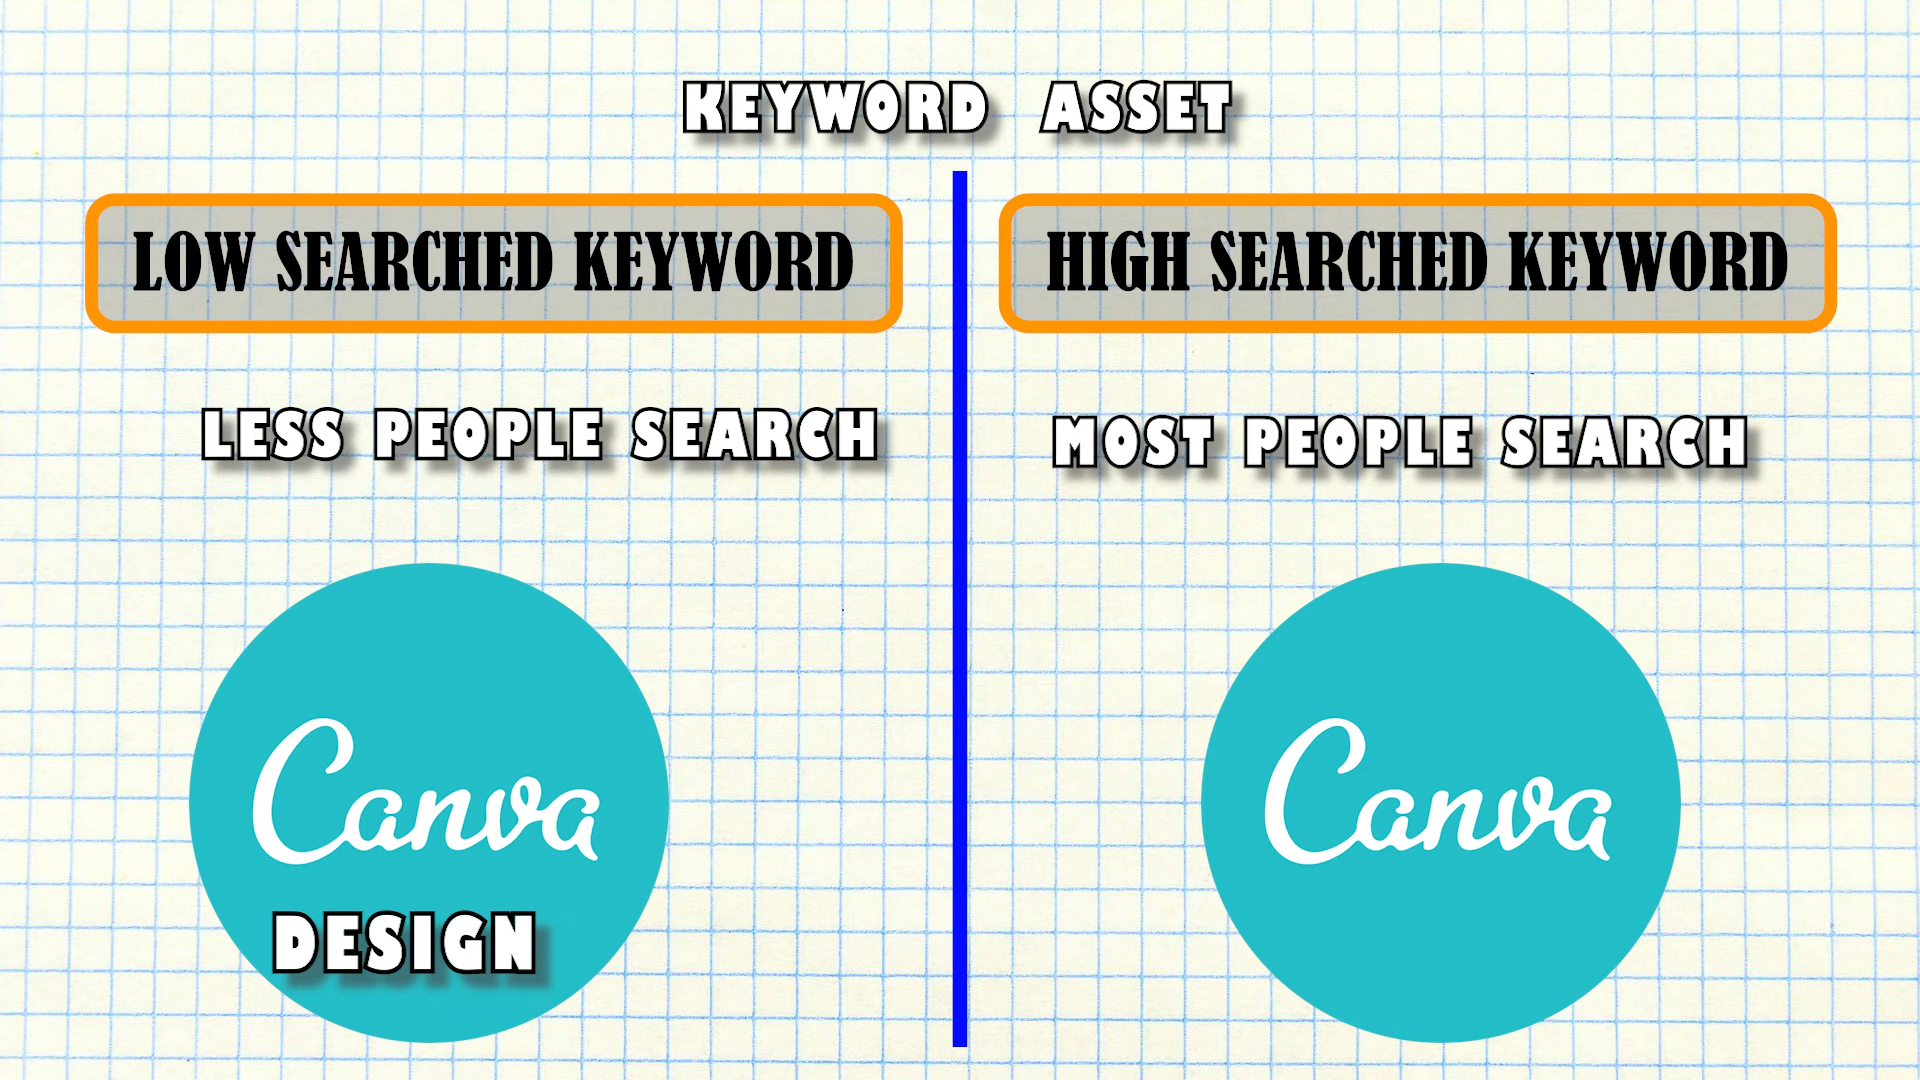 KEYWORD ASSET
LOW SEARCHED KEYWORD
LESS PEOPLE SEARCH
Canva
DESIGN
HIGH SEARCHED KEYWORD
MOST PEOPLE SEARCH
Canva